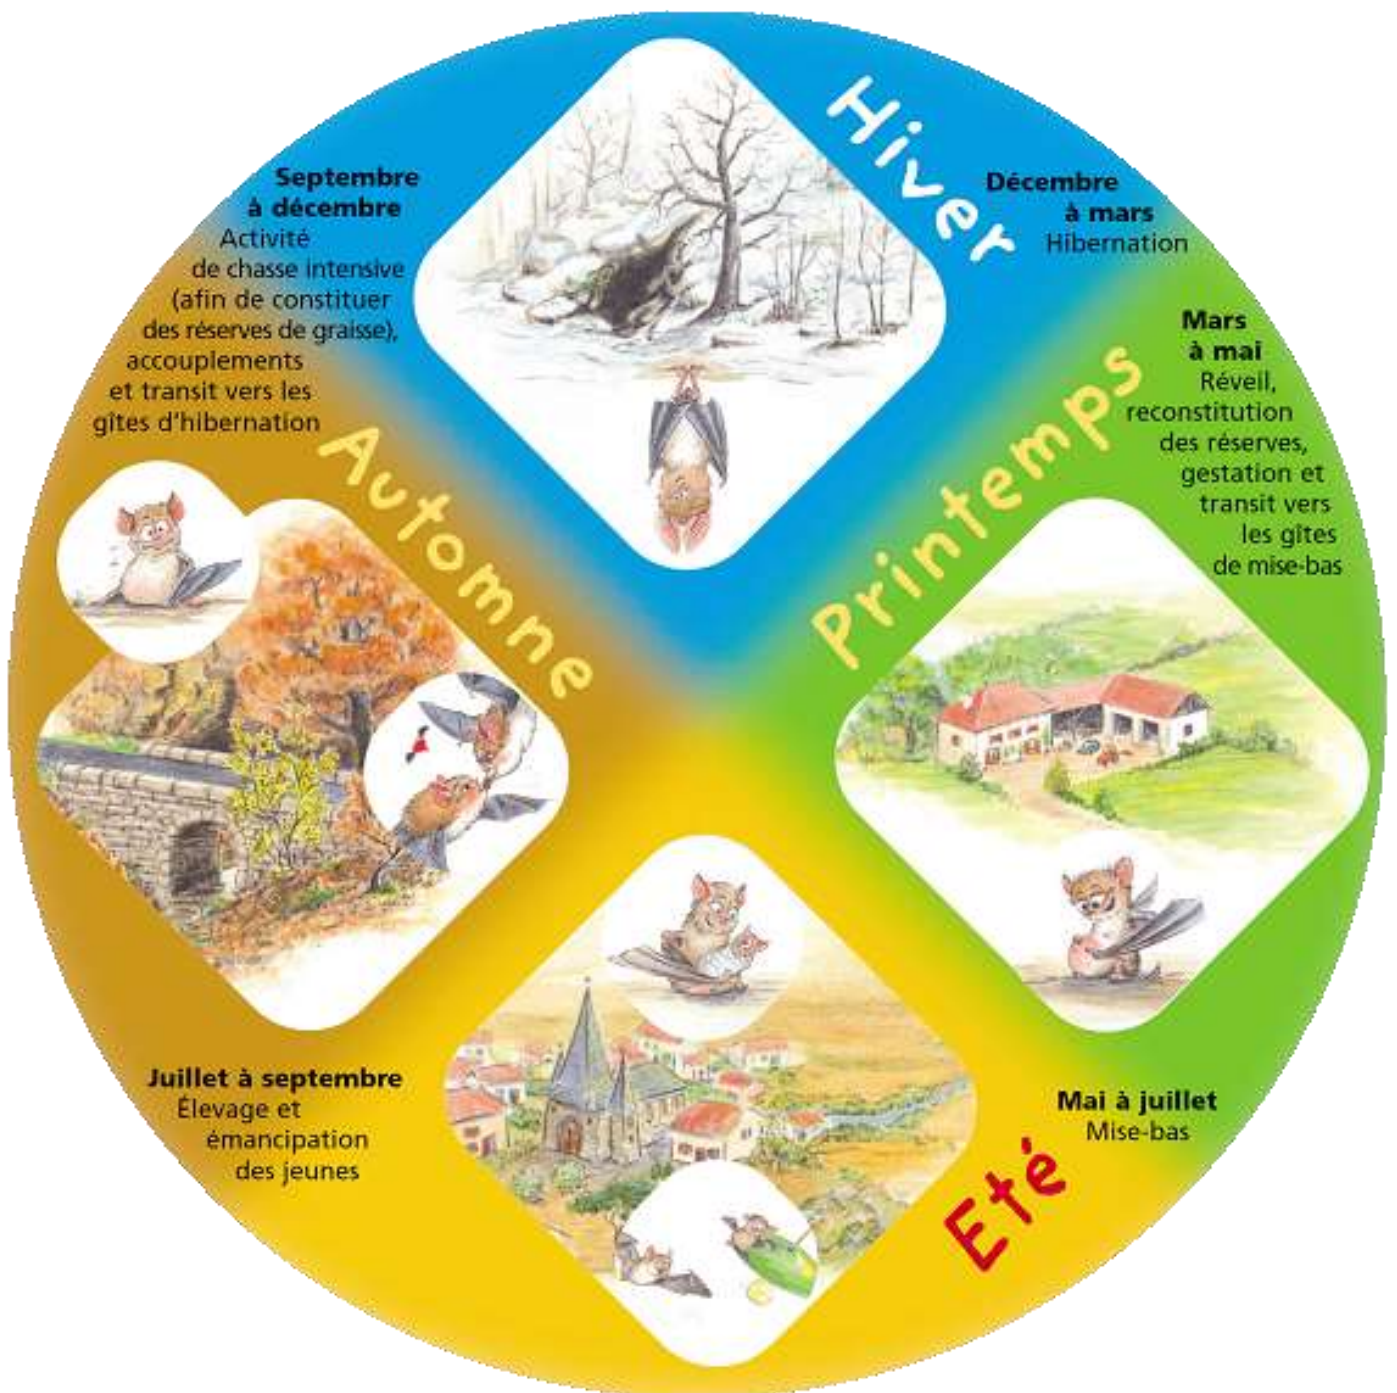 Hiver
Décembre
à mars
Hibernation
Printemps
Mars
à mai
Réveil,
reconstitution
des réserves,
gestation et
transit vers
les gîtes
de mise-bas
Eté
Mai à juillet
Mise-bas
Juillet à septembre
Élevage et
émancipation
des jeunes
Automne
Septembre
à décembre
Activité
de chasse intensive
(afin de constituer
des réserves de graisse),
accouplements
et transit vers les
gîtes d'hibernation